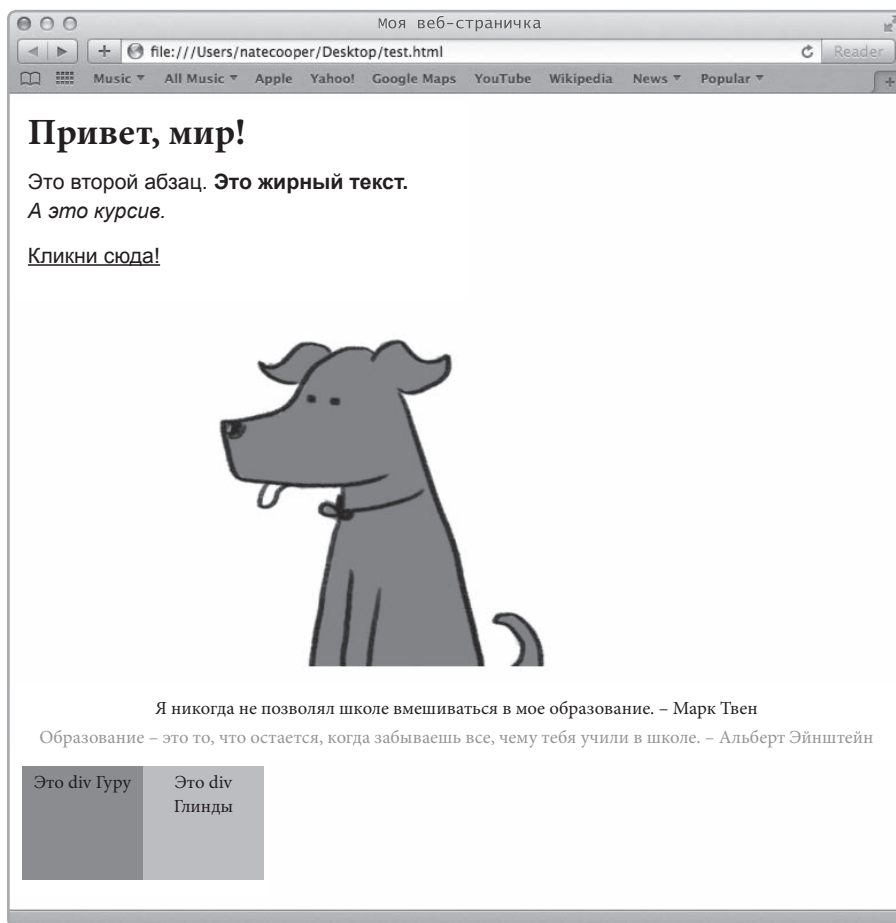 Моя веб-страничка
file:///Users/natecooper/Desktop/test.html
Reader
Music All Music Apple Yahoo! Google Maps YouTube Wikipedia News Popular
Привет, мир!
Это второй абзац. Это жирный текст.
А это курсив.
Кликни сюда!
Я никогда не позволял школе вмешиваться в мое образование. – Марк Твен
Образование – это то, что остается, когда забываешь все, чему тебя учили в школе. – Альберт Эйнштейн
Это div Гуру
Это div
Глинды